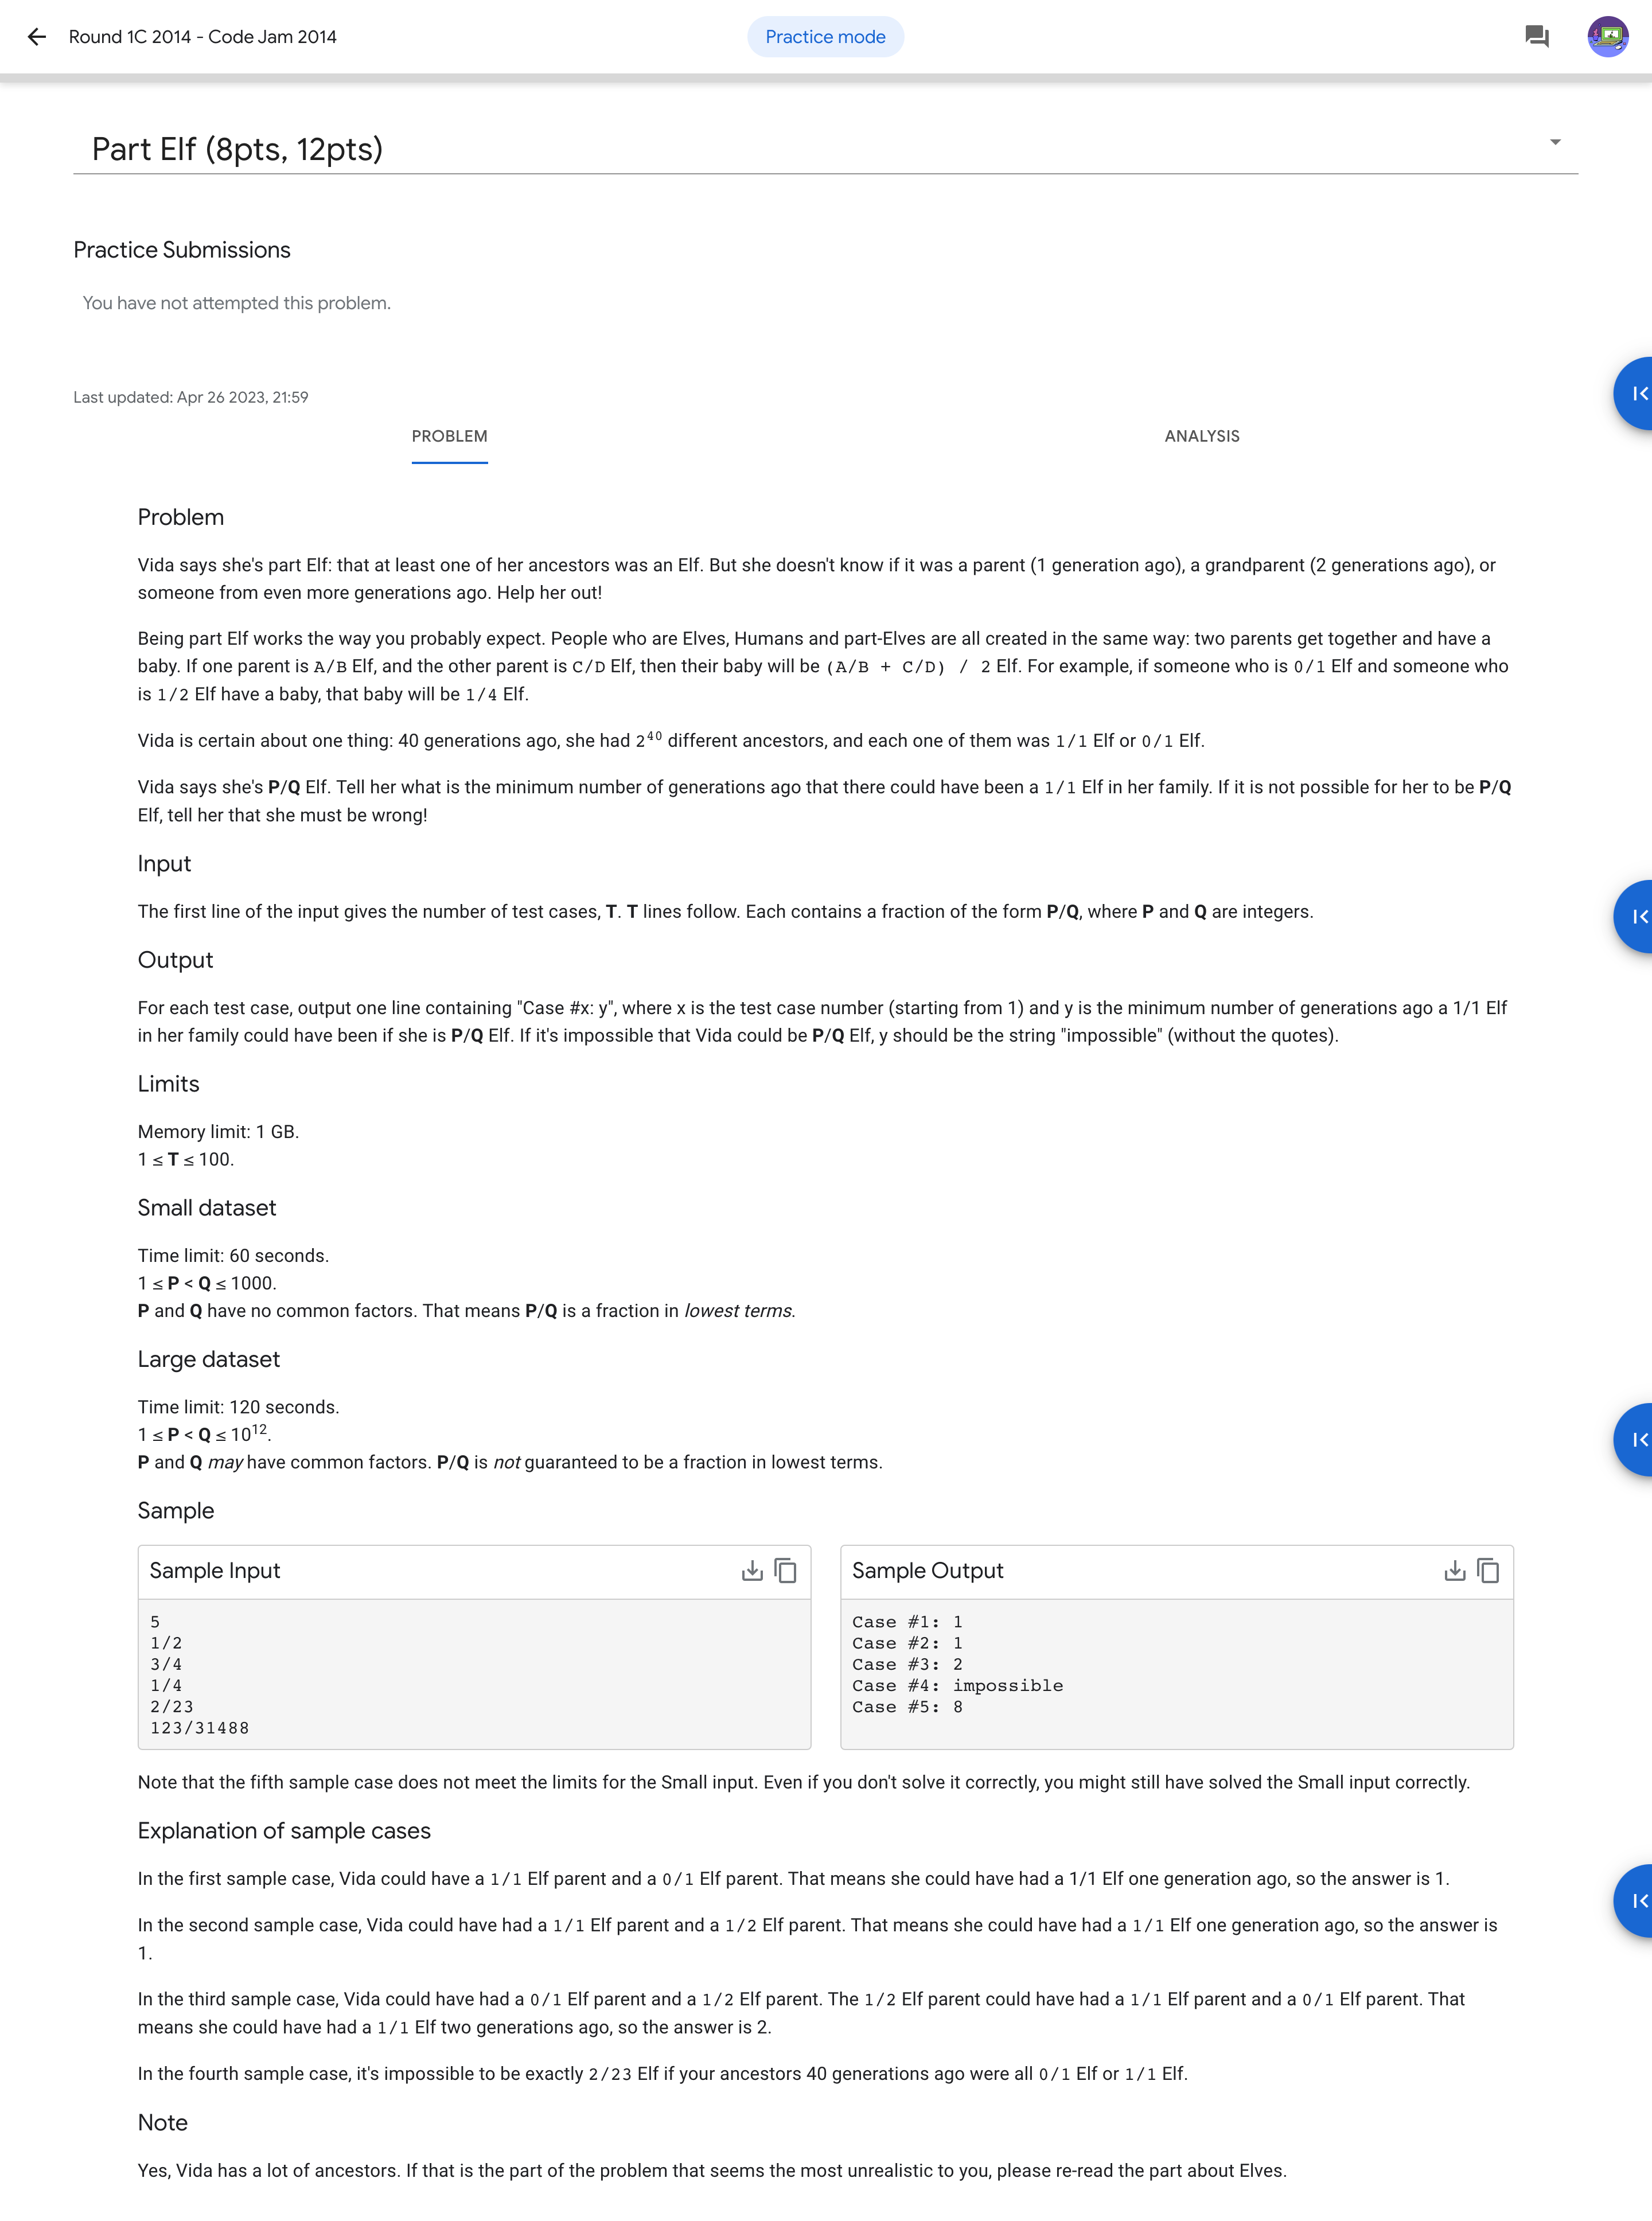 Round 1C 2014 - Code Jam 2014
Practice mode
Part Elf (8pts, 12pts)
Practice Submissions
You have not attempted this problem.
Last updated: Apr 26 2023, 21:59
PROBLEM
ANALYSIS
Problem
Vida says she's part Elf: that at least one of her ancestors was an Elf. But she doesn't know if it was a parent (1 generation ago), a grandparent (2 generations ago), or
someone from even more generations ago. Help her out!
Being part Elf works the way you probably expect. People who are Elves, Humans and part-Elves are all created in the same way: two parents get together and have a
baby. If one parent is A/B Elf, and the other parent is C/D Elf, then their baby will be (A/B + C/D) / 2 Elf. For example, if someone who is 0/1 Elf and someone who
is 1/2 Elf have a baby, that baby will be 1/4 Elf.
Vida is certain about one thing: 40 generations ago, she had 2^40 different ancestors, and each one of them was 1/1 Elf or 0/1 Elf.
Vida says she's P/Q Elf. Tell her what is the minimum number of generations ago that there could have been a 1/1 Elf in her family. If it is not possible for her to be P/Q
Elf, tell her that she must be wrong!
Input
The first line of the input gives the number of test cases, T. T lines follow. Each contains a fraction of the form P/Q, where P and Q are integers.
Output
For each test case, output one line containing "Case #x: y", where x is the test case number (starting from 1) and y is the minimum number of generations ago a 1/1 Elf
in her family could have been if she is P/Q Elf. If it's impossible that Vida could be P/Q Elf, y should be the string "impossible" (without the quotes).
Limits
Memory limit: 1 GB.
1 ≤ T ≤ 100.
Small dataset
Time limit: 60 seconds.
1 ≤ P < Q ≤ 1000.
P and Q have no common factors. That means P/Q is a fraction in lowest terms.
Large dataset
Time limit: 120 seconds.
1 ≤ P < Q ≤ 10^12.
P and Q may have common factors. P/Q is not guaranteed to be a fraction in lowest terms.
Sample
Sample Input
5
1/2
3/4
1/4
2/23
123/31488
Sample Output
Case #1: 1
Case #2: 1
Case #3: 2
Case #4: impossible
Case #5: 8
Note that the fifth sample case does not meet the limits for the Small input. Even if you don't solve it correctly, you might still have solved the Small input correctly.
Explanation of sample cases
In the first sample case, Vida could have a 1/1 Elf parent and a 0/1 Elf parent. That means she could have had a 1/1 Elf one generation ago, so the answer is 1.
In the second sample case, Vida could have had a 1/1 Elf parent and a 1/2 Elf parent. That means she could have had a 1/1 Elf one generation ago, so the answer is
1.
In the third sample case, Vida could have had a 0/1 Elf parent and a 1/2 Elf parent. The 1/2 Elf parent could have had a 1/1 Elf parent and a 0/1 Elf parent. That
means she could have had a 1/1 Elf two generations ago, so the answer is 2.
In the fourth sample case, it's impossible to be exactly 2/23 Elf if your ancestors 40 generations ago were all 0/1 Elf or 1/1 Elf.
Note
Yes, Vida has a lot of ancestors. If that is the part of the problem that seems the most unrealistic to you, please re-read the part about Elves.